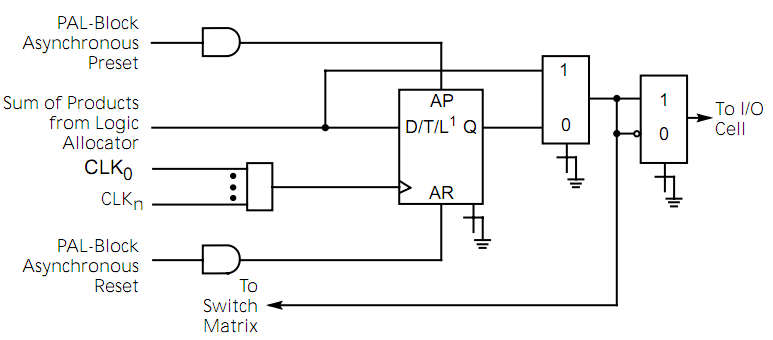 PAL-Block
Asynchronous
Preset
Sum of Products
from Logic
Allocator
CLK0
CLKn
PAL-Block
Asynchronous
Reset
AP
D/T/L1 Q
AR
1
0
1
0
To I/O
Cell
To
Switch
Matrix